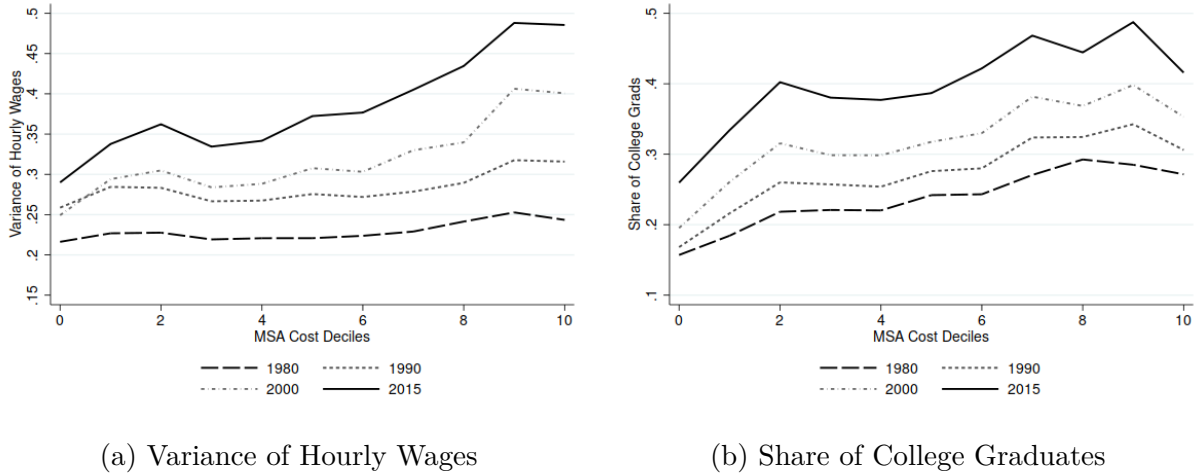 .5
.45
.4
.35
.3
.25
.2
.15
Variance of Hourly Wages
0 2 4 6 8 10
MSA Cost Deciles
1980 1990
2000 2015
(a) Variance of Hourly Wages
.5
.4
.3
.2
.1
Share of College Grads
0 2 4 6 8 10
MSA Cost Deciles
1980 1990
2000 2015
(b) Share of College Graduates